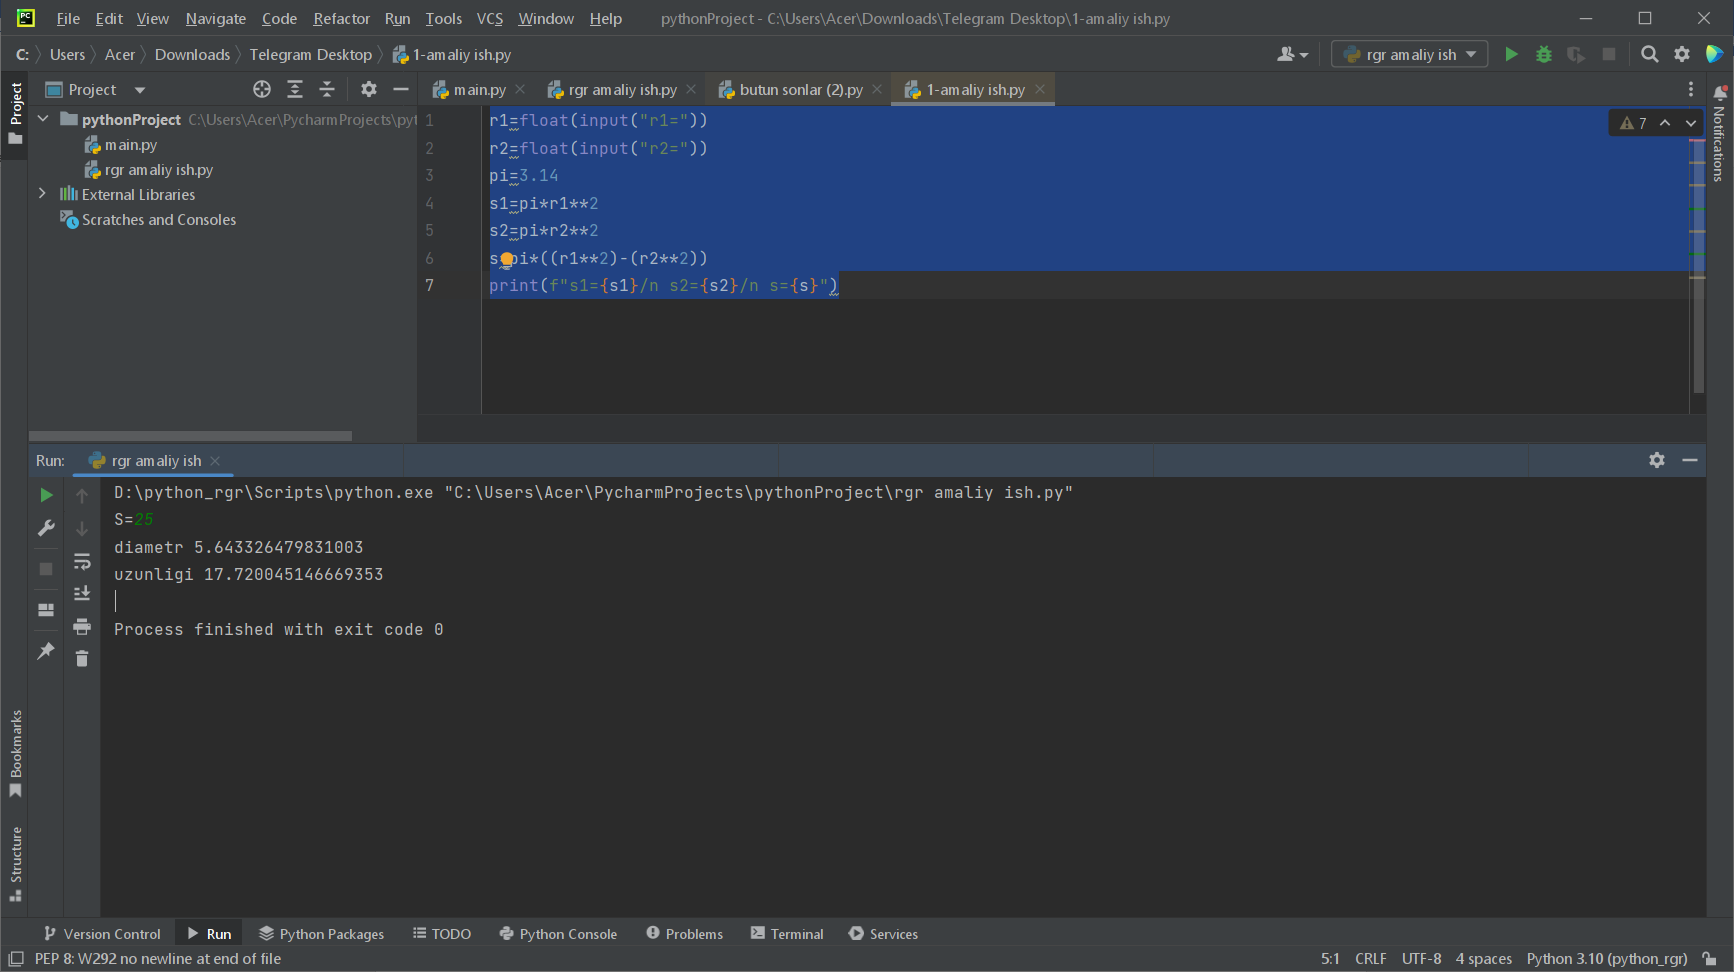 PC File Edit View Navigate Code Refactor Run Tools VCS Window Help pythonProject - C:\Users\Acer\Downloads\Telegram Desktop\1-amaliy ish.py
C: Users Acer Downloads Telegram Desktop 1-amaliy ish.py rgr amaliy ish
Project
Project
main.py rgr amaliy ish.py butun sonlar (2).py 1-amaliy ish.py
pythonProject C:\Users\Acer\PycharmProjects\pyt
main.py
rgr amaliy ish.py
External Libraries
Scratches and Consoles
1 r1=float(input("r1="))
2 r2=float(input("r2="))
3 pi=3.14
4 s1=pi*r1**2
5 s2=pi*r2**2
6 s pi*((r1**2)-(r2**2))
7 print(f"s1={s1}/n s2={s2}/n s={s}")
7
Notifications
Run: rgr amaliy ish
D:\python_rgr\Scripts\python.exe "C:\Users\Acer\PycharmProjects\pythonProject\rgr amaliy ish.py"
S=25
diametr 5.643326479831003
uzunligi 17.720045146669353
Process finished with exit code 0
Bookmarks
Structure
Version Control Run Python Packages TODO Python Console Problems Terminal Services
PEP 8: W292 no newline at end of file 5:1 CRLF UTF-8 4 spaces Python 3.10 (python_rgr)